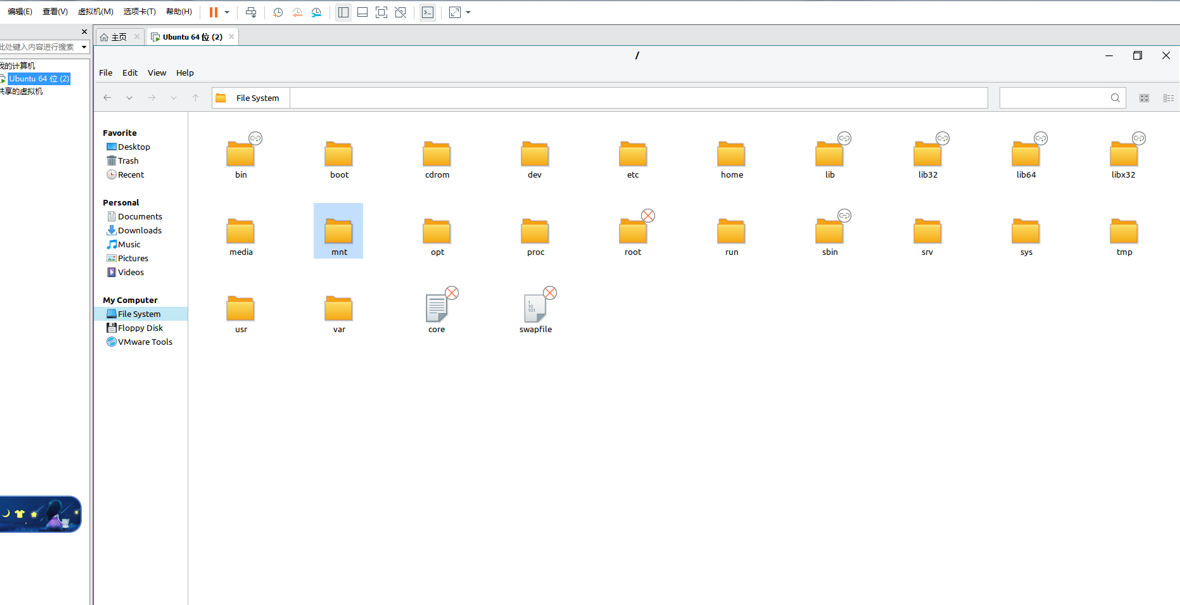 编辑(E) 查看(V) 虚拟机(M) 选项卡(T) 帮助(H)
主页 Ubuntu 64 位 (2)
此处键入内容进行搜索
我的计算机
Ubuntu 64 位 (2)
共享的虚拟机
/
File Edit View Help
File System
Favorite
Desktop
Trash
Recent
Personal
Documents
Downloads
Music
Pictures
Videos
My Computer
File System
Floppy Disk
VMware Tools
bin boot cdrom dev etc home lib lib32 lib64 libx32
media mnt opt proc root run sbin srv sys tmp
usr var core swapfile